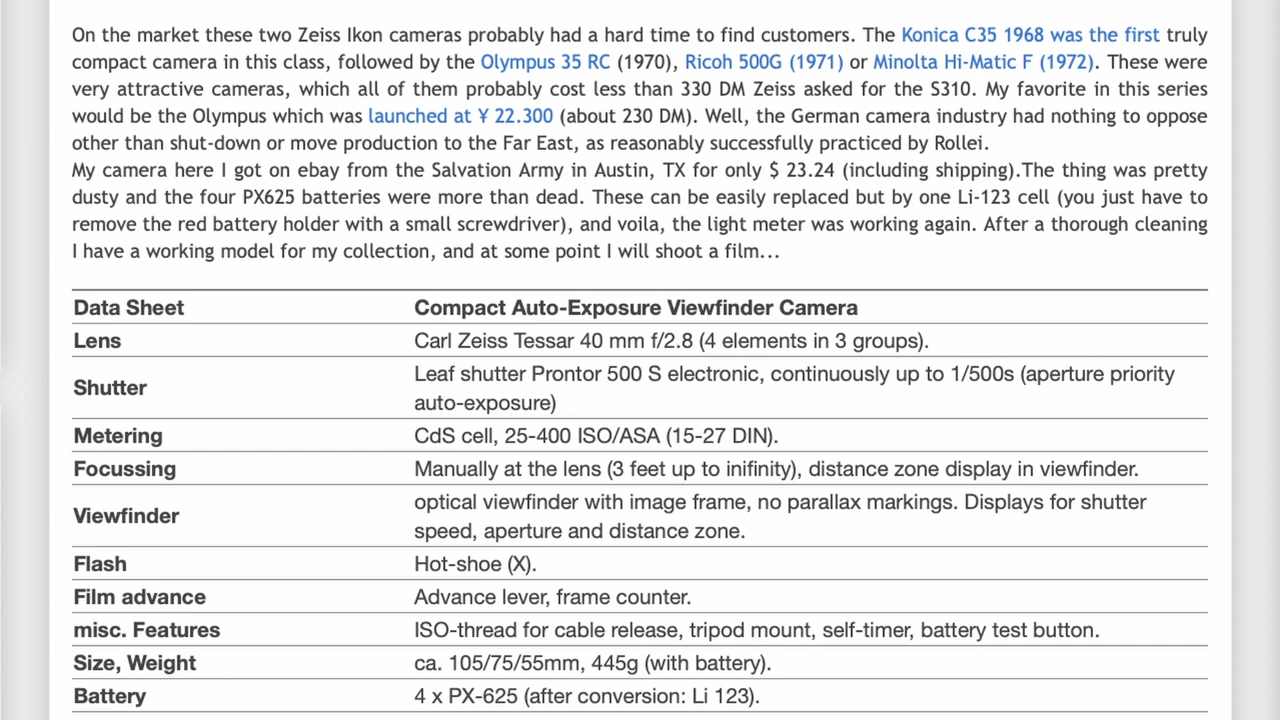 On the market these two Zeiss Ikon cameras probably had a hard time to find customers. The Konica C35 1968 was the first truly
compact camera in this class, followed by the Olympus 35 RC (1970), Ricoh 500G (1971) or Minolta Hi-Matic F (1972). These were
very attractive cameras, which all of them probably cost less than 330 DM Zeiss asked for the S310. My favorite in this series
would be the Olympus which was launched at ¥ 22.300 (about 230 DM). Well, the German camera industry had nothing to oppose
other than shut-down or move production to the Far East, as reasonably successfully practiced by Rollei.
My camera here I got on ebay from the Salvation Army in Austin, TX for only $ 23.24 (including shipping).The thing was pretty
dusty and the four PX625 batteries were more than dead. These can be easily replaced but by one Li-123 cell (you just have to
remove the red battery holder with a small screwdriver), and voila, the light meter was working again. After a thorough cleaning
I have a working model for my collection, and at some point I will shoot a film...
Data Sheet Compact Auto-Exposure Viewfinder Camera
Lens Carl Zeiss Tessar 40 mm f/2.8 (4 elements in 3 groups).
Shutter Leaf shutter Prontor 500 S electronic, continuously up to 1/500s (aperture priority
auto-exposure)
Metering CdS cell, 25-400 ISO/ASA (15-27 DIN).
Focussing Manually at the lens (3 feet up to inifinity), distance zone display in viewfinder.
Viewfinder optical viewfinder with image frame, no parallax markings. Displays for shutter
speed, aperture and distance zone.
Flash Hot-shoe (X).
Film advance Advance lever, frame counter.
misc. Features ISO-thread for cable release, tripod mount, self-timer, battery test button.
Size, Weight ca. 105/75/55mm, 445g (with battery).
Battery 4 x PX-625 (after conversion: Li 123).